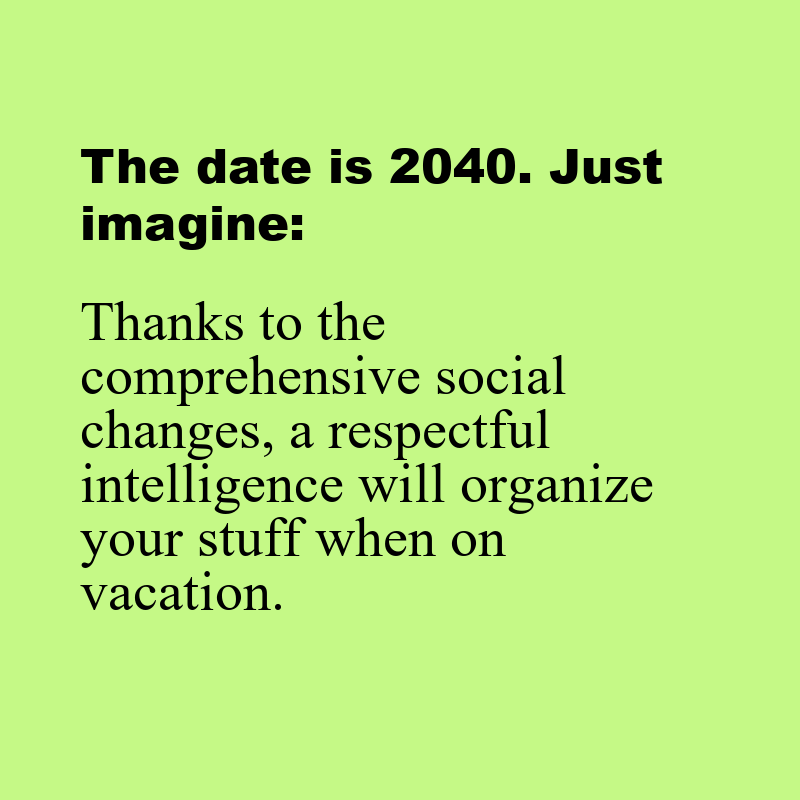 The date is 2040. Just
imagine:
Thanks to the
comprehensive social
changes, a respectful
intelligence will organize
your stuff when on
vacation.